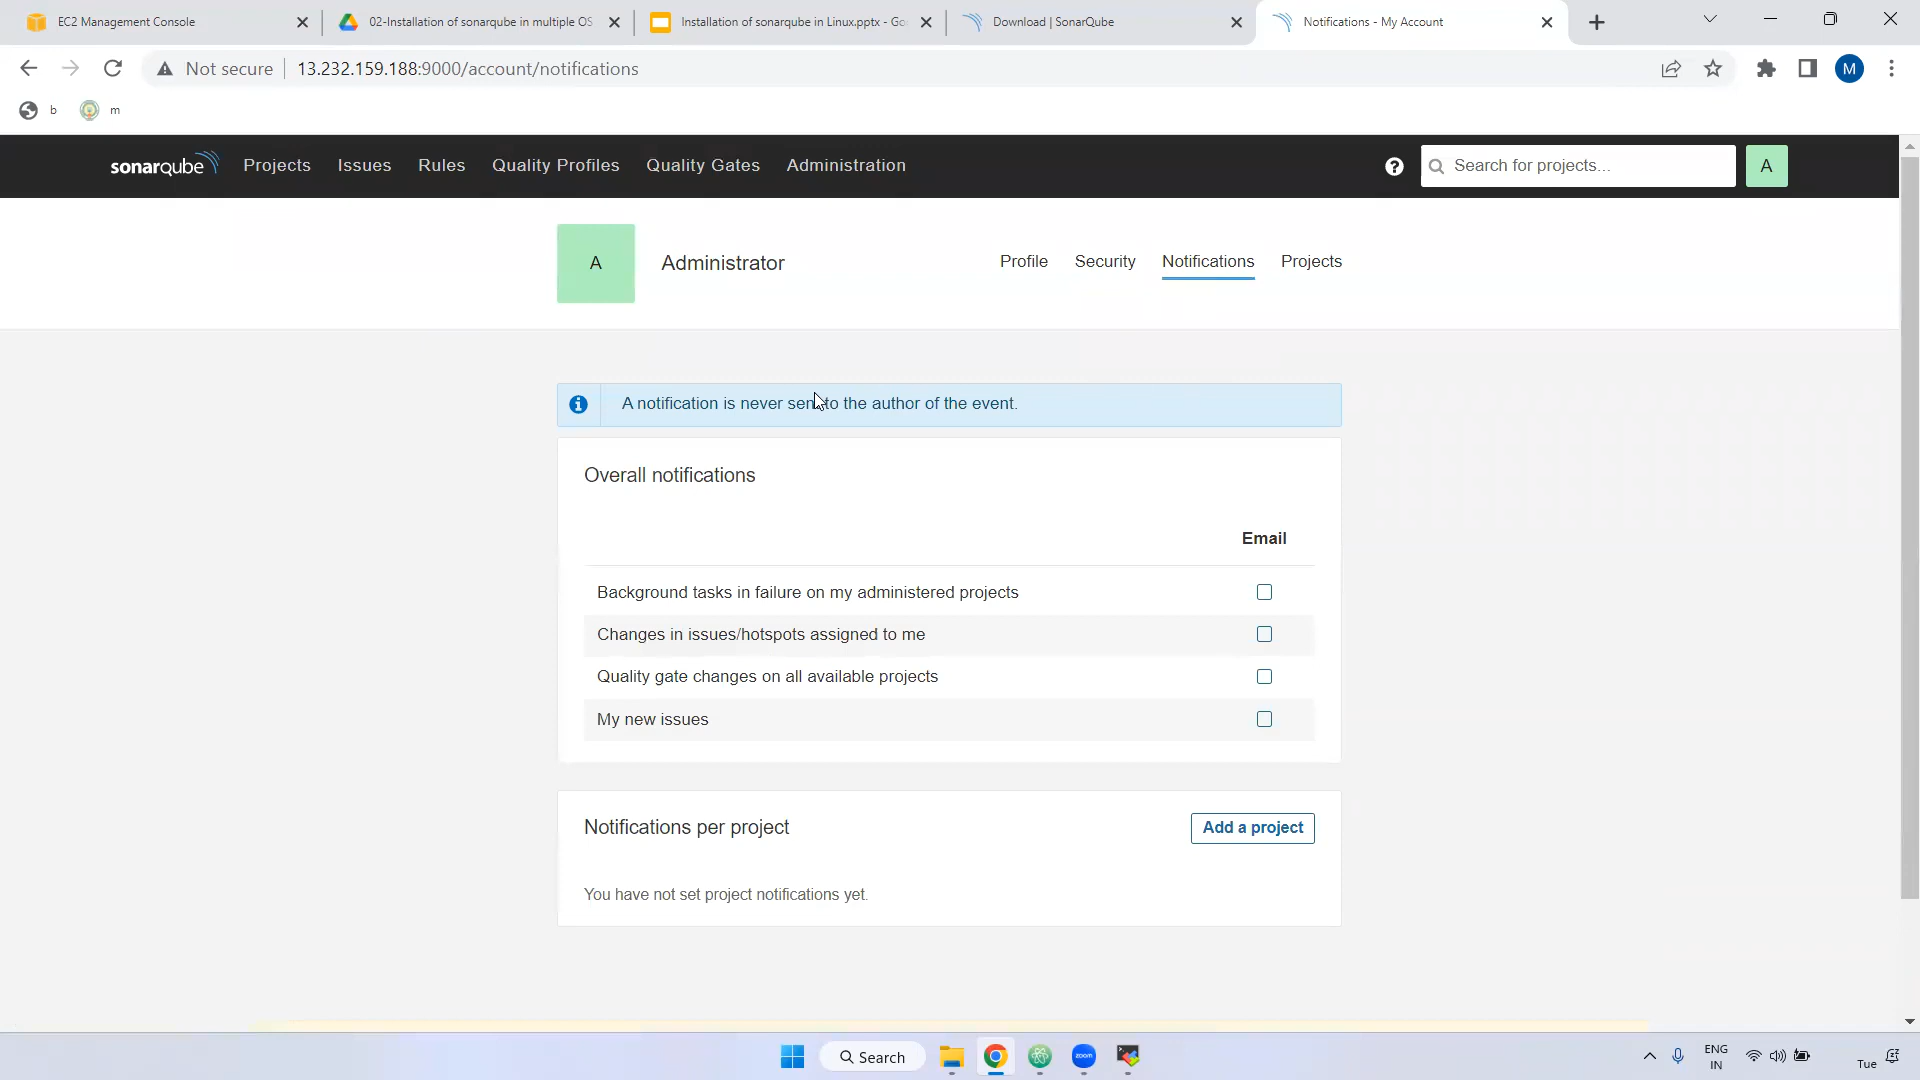 EC2 Management Console
02-Installation of sonarqube in multiple OS
Installation of sonarqube in Linux.pptx - Go
Download | SonarQube
Notifications - My Account
Not secure
13.232.159.188:9000/account/notifications
M
b
m
sonarqube
Projects
Issues
Rules
Quality Profiles
Quality Gates
Administration
?
Search for projects...
A
A
Administrator
Profile
Security
Notifications
Projects
A notification is never sen to the author of the event.
Overall notifications
Email
Background tasks in failure on my administered projects
Changes in issues/hotspots assigned to me
Quality gate changes on all available projects
My new issues
Notifications per project
Add a project
You have not set project notifications yet.
Search
zoom
ENG
IN
Tue